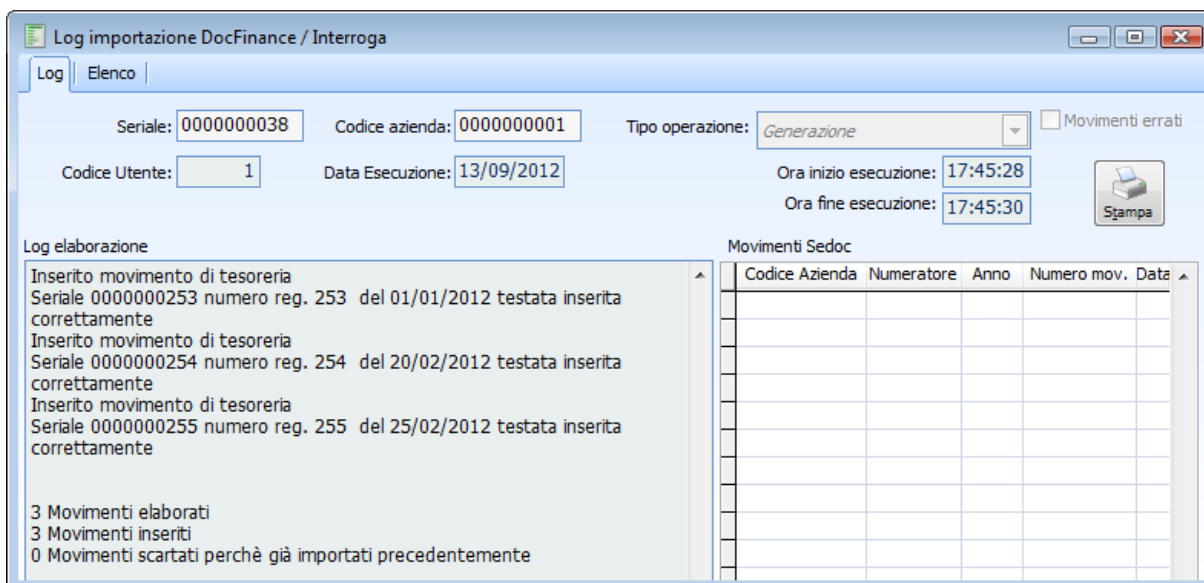 Log importazione DocFinance / Interroga
Log Elenco
Seriale: 0000000038 Codice azienda: 0000000001 Tipo operazione: Generazione Movimenti errati
Codice Utente: 1 Data Esecuzione: 13/09/2012 Ora inizio esecuzione: 17:45:28
Ora fine esecuzione: 17:45:30
Stampa
Log elaborazione
Inserito movimento di tesoreria
Seriale 0000000253 numero reg. 253 del 01/01/2012 testata inserita
correttamente
Inserito movimento di tesoreria
Seriale 0000000254 numero reg. 254 del 20/02/2012 testata inserita
correttamente
Inserito movimento di tesoreria
Seriale 0000000255 numero reg. 255 del 25/02/2012 testata inserita
correttamente
3 Movimenti elaborati
3 Movimenti inseriti
0 Movimenti scartati perchè già importati precedentemente
Movimenti Sedoc
Codice Azienda Numeratore Anno Numero mov. Data